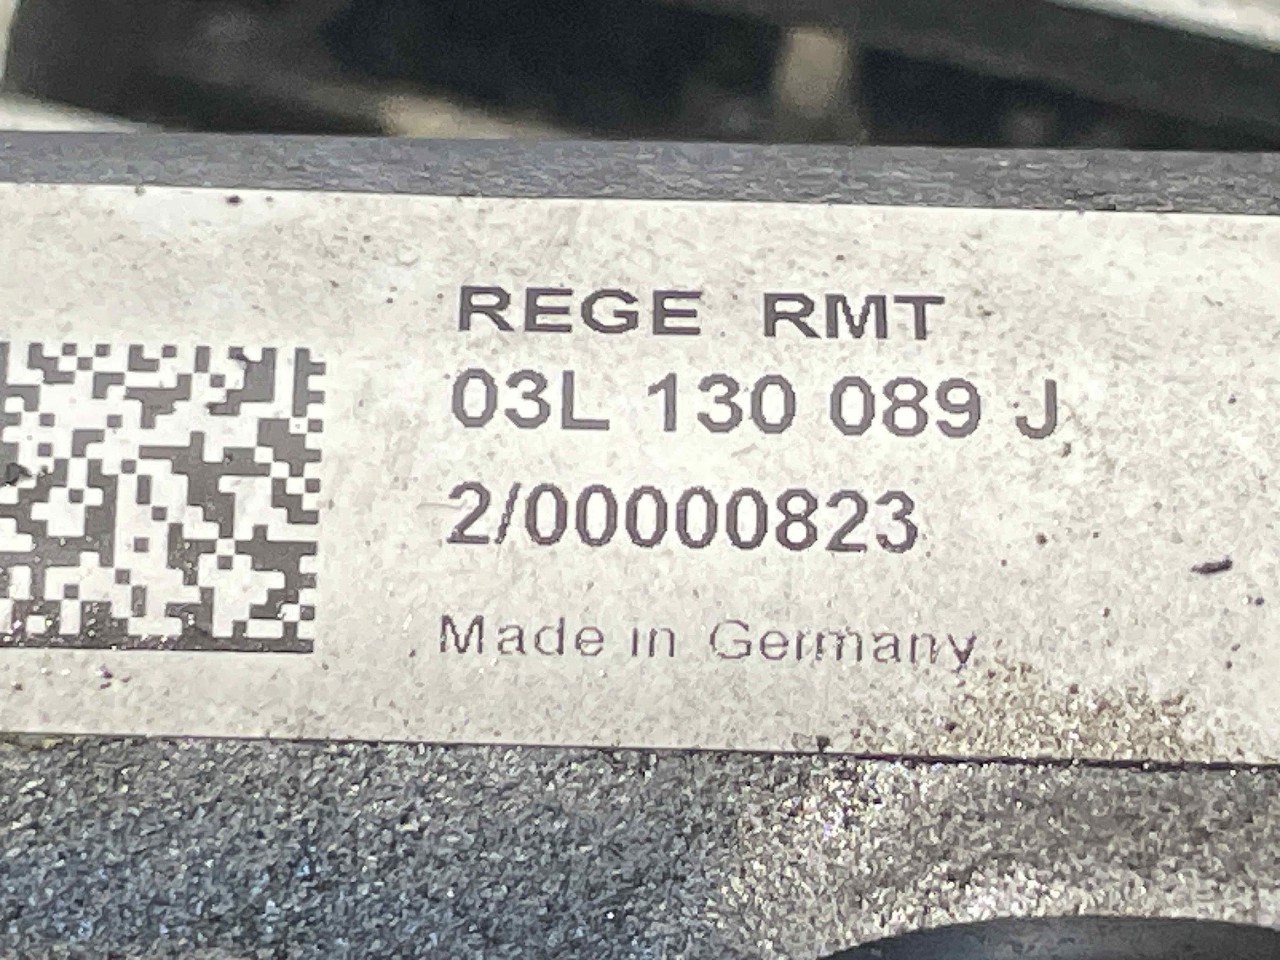 REGE RMT
03L 130 089 J
2/00000823
Made in Germany